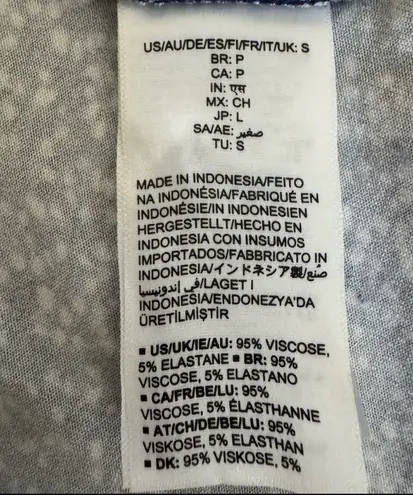 US/AU/DE/ES/FI/FR/IT/UK: S
BR: P
CA: P
IN: एस
MX: CH
JP: L
SA/AE: صغير
TU: S
MADE IN INDONESIA/FEITO
NA INDONÉSIA/FABRIQUÉ EN
INDONÉSIE/IN INDONESIEN
HERGESTELLT/HECHO EN
INDONESIA CON INSUMOS
IMPORTADOS/FABBRICATO IN
INDONESIA/インドネシア製/صُنع
في إندونيسيا/LAGET I
INDONESIA/ENDONEZYA'DA
ÜRETİLMİŞTİR
▪ US/UK/IE/AU: 95% VISCOSE,
5% ELASTANE ▪ BR: 95%
VISCOSE, 5% ELASTANO
▪ CA/FR/BE/LU: 95%
VISCOSE, 5% ÉLASTHANNE
▪ AT/CH/DE/BE/LU: 95%
VISKOSE, 5% ELASTHAN
▪ DK: 95% VISCOSE, 5%